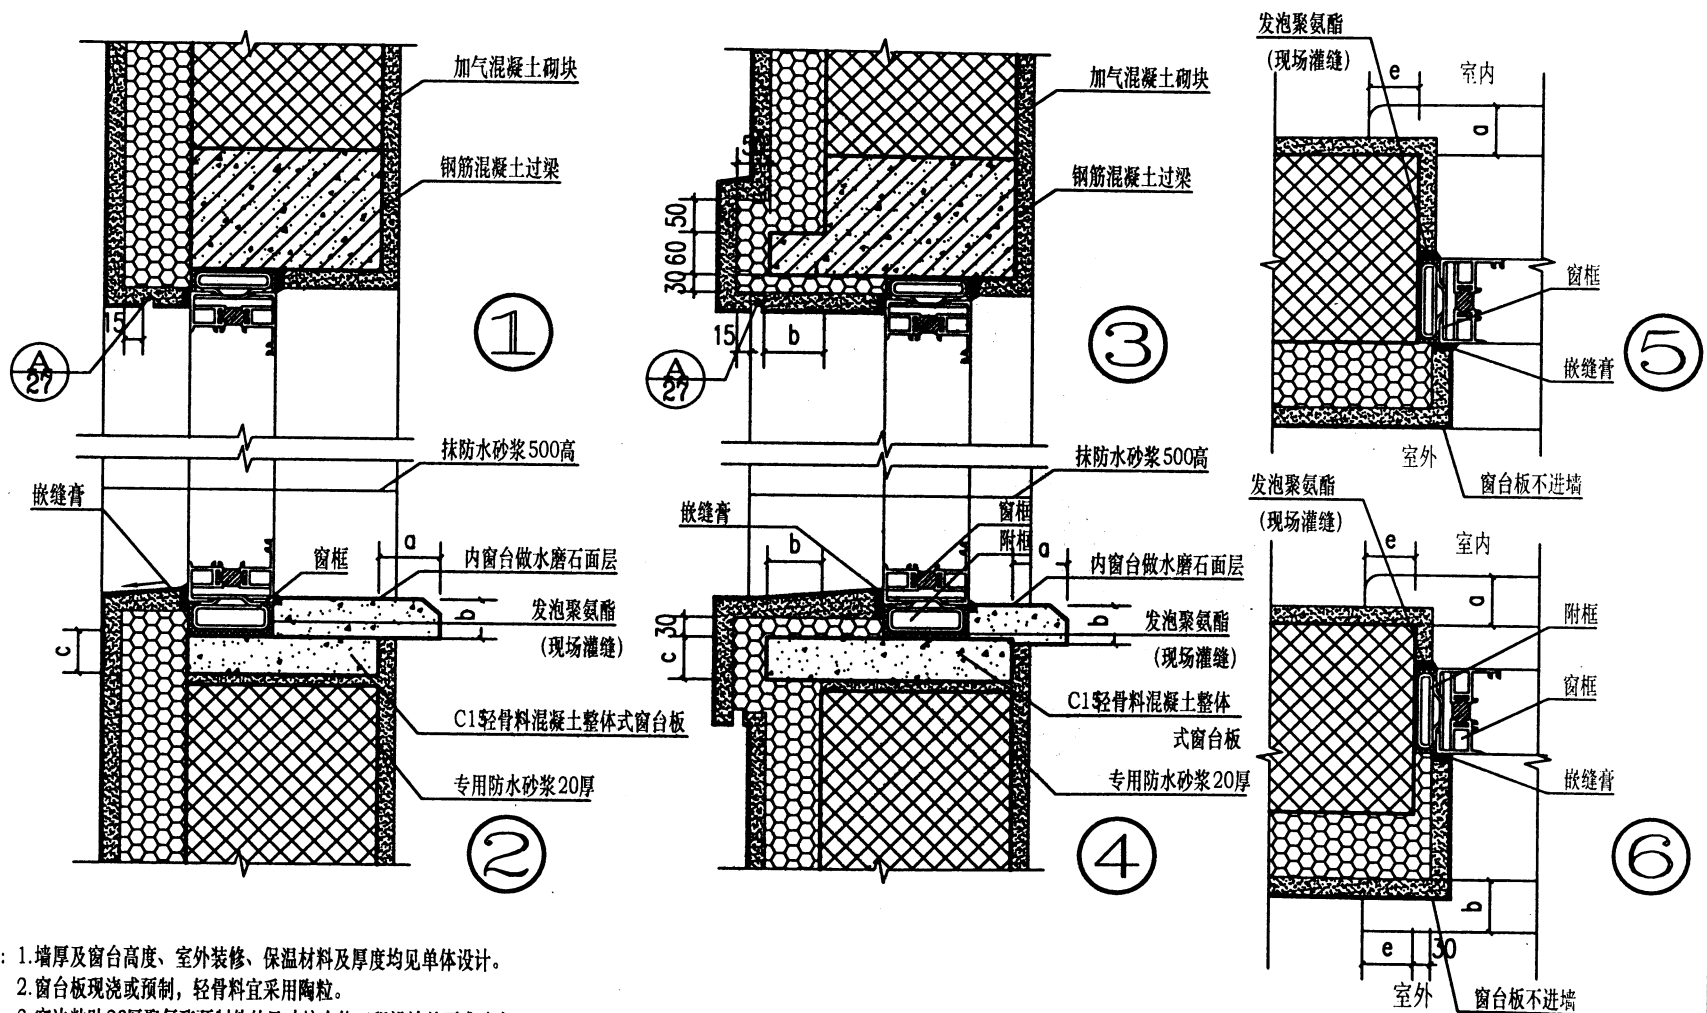 加气混凝土砌块
钢筋混凝土过梁
15
A
27
1
抹防水砂浆500高
嵌缝膏
窗框
a
内窗台做水磨石面层
b
发泡聚氨酯
(现场灌缝)
c
C15轻骨料混凝土整体式窗台板
专用防水砂浆20厚
2
加气混凝土砌块
钢筋混凝土过梁
50
60
30
15
b
A
27
3
抹防水砂浆500高
嵌缝膏
窗框
附框
b
a
内窗台做水磨石面层
30
b
发泡聚氨酯
(现场灌缝)
c
C15轻骨料混凝土整体
式窗台板
专用防水砂浆20厚
4
发泡聚氨酯
(现场灌缝)
e
室内
a
窗框
嵌缝膏
5
室外
窗台板不进墙
发泡聚氨酯
(现场灌缝)
e
室内
a
附框
窗框
嵌缝膏
6
b
e
30
室外
窗台板不进墙
: 1.墙厚及窗台高度、室外装修、保温材料及厚度均见单体设计。
2.窗台板现浇或预制，轻骨料宜采用陶粒。